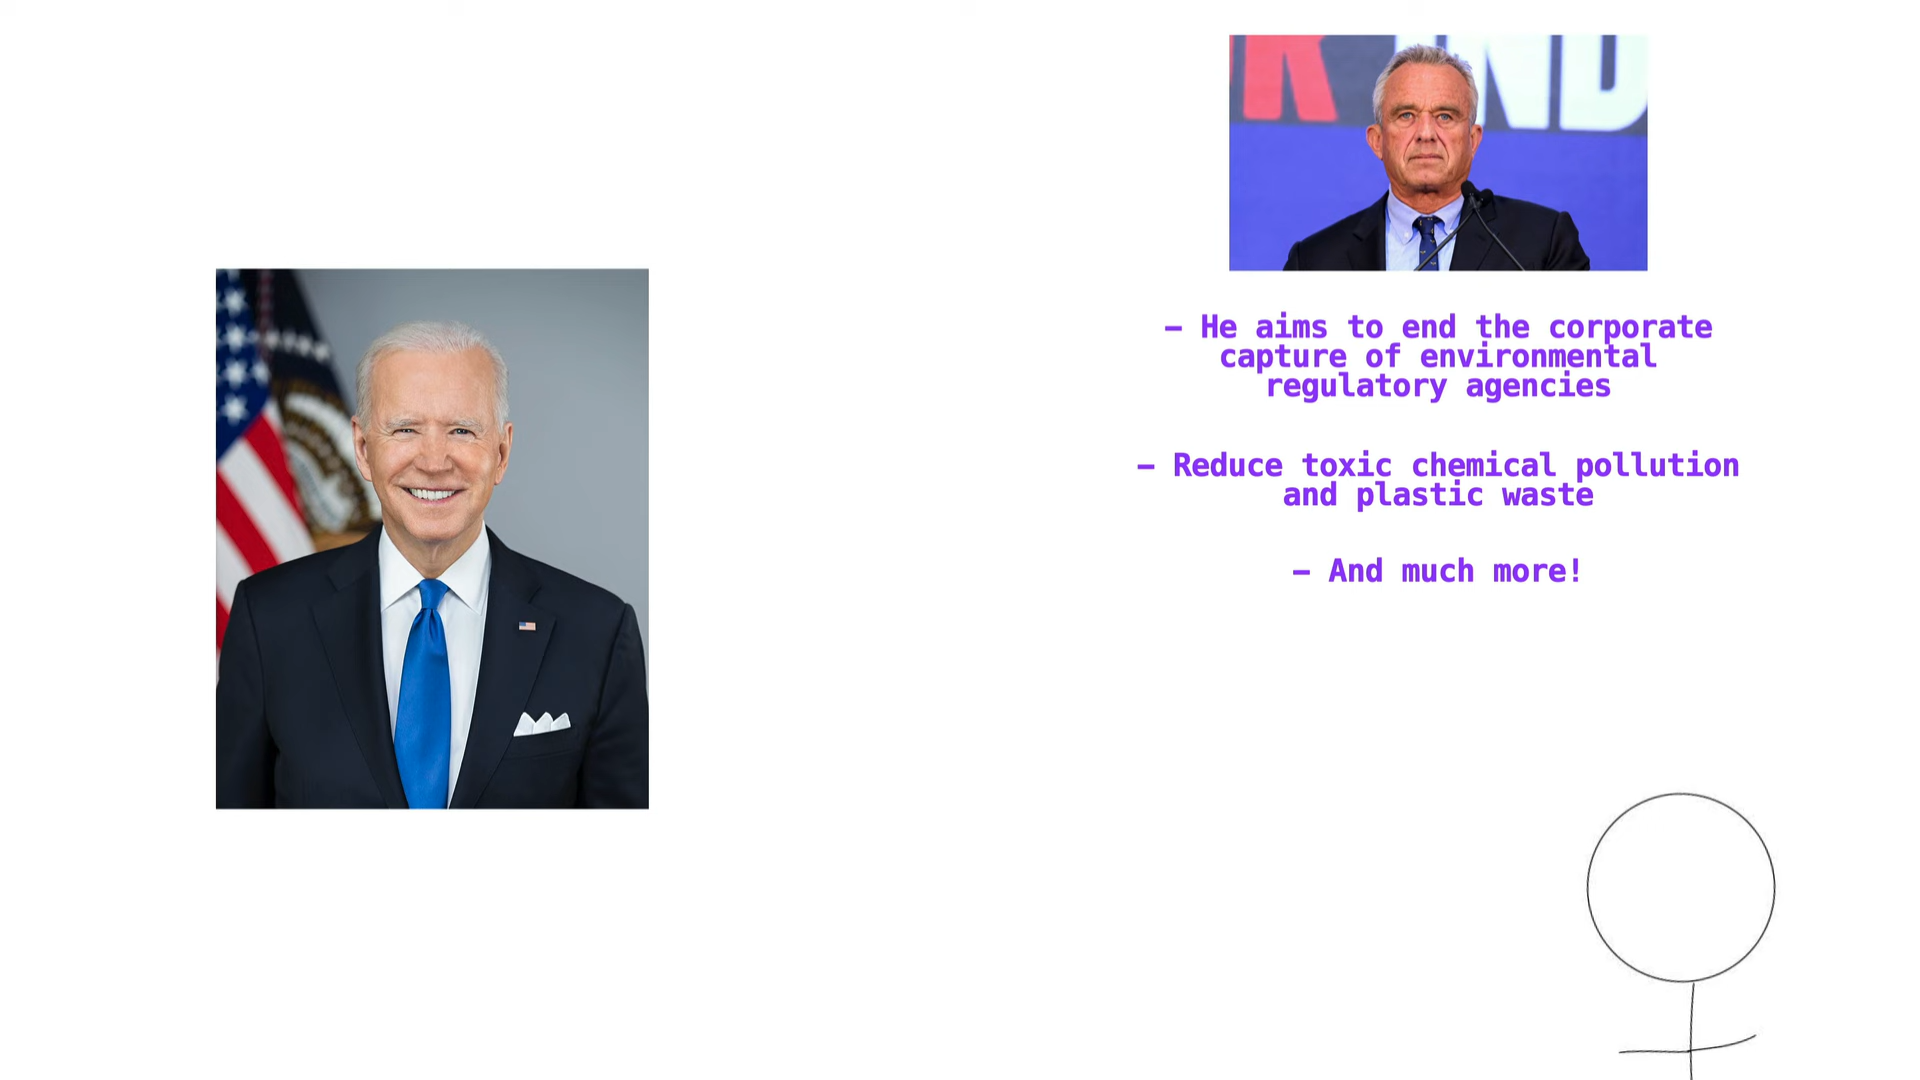 R IND
— He aims to end the corporate
capture of environmental
regulatory agencies
— Reduce toxic chemical pollution
and plastic waste
— And much more!